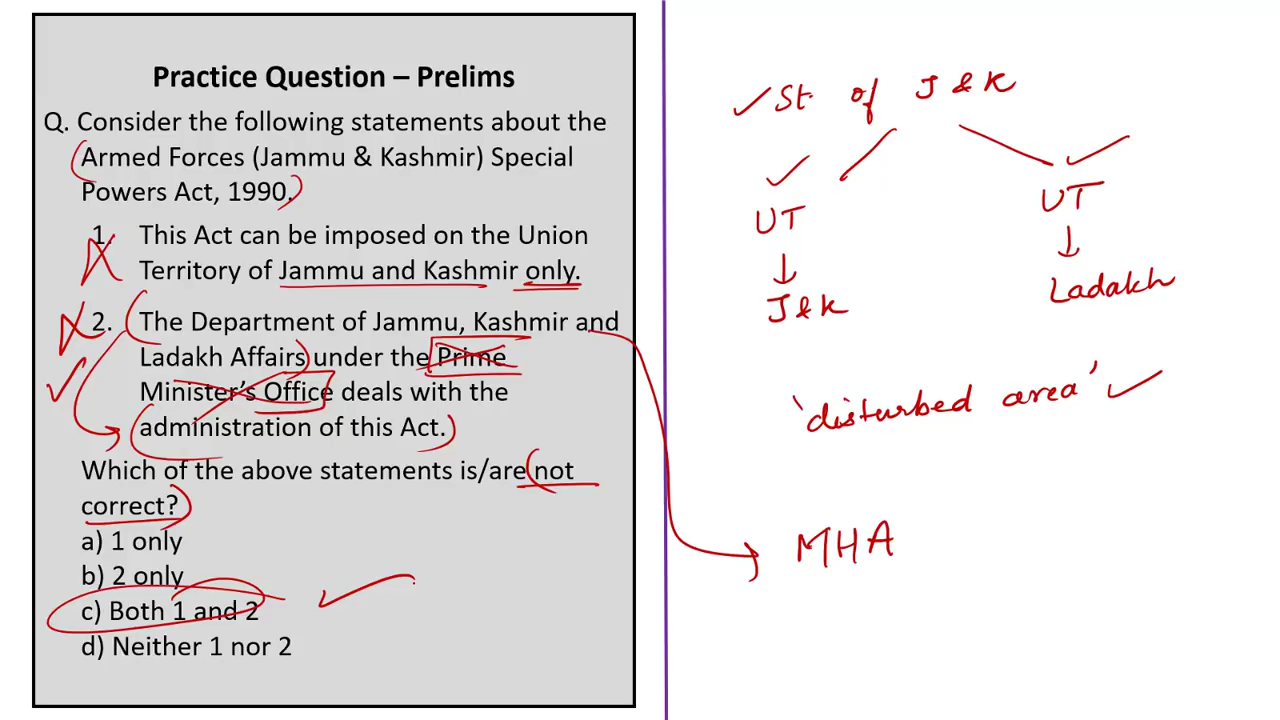 Practice Question – Prelims
Q. Consider the following statements about the
Armed Forces (Jammu & Kashmir) Special
Powers Act, 1990.
1. This Act can be imposed on the Union
Territory of Jammu and Kashmir only.
2. The Department of Jammu, Kashmir and
Ladakh Affairs under the Prime
Minister's Office deals with the
administration of this Act.
Which of the above statements is/are not
correct?
a) 1 only
b) 2 only
c) Both 1 and 2
d) Neither 1 nor 2
St. of J & K
UT
J & K
UT
Ladakh
'disturbed area'
MHA